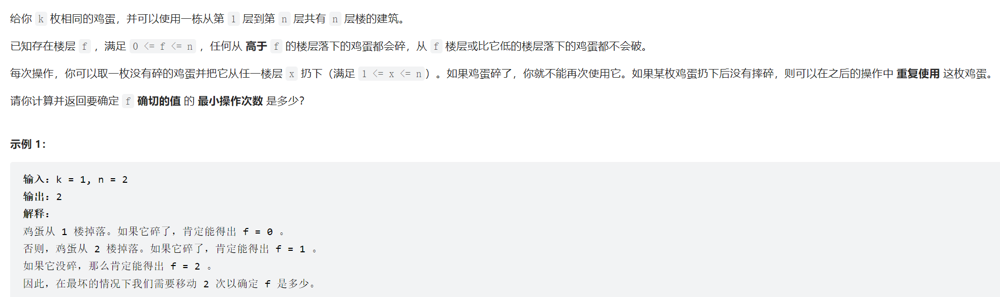 给你 k 枚相同的鸡蛋，并可以使用一栋从第 1 层到第 n 层共有 n 层楼的建筑。
已知存在楼层 f ，满足 0 <= f <= n ，任何从 高于 f 的楼层落下的鸡蛋都会碎，从 f 楼层或比它低的楼层落下的鸡蛋都不会破。
每次操作，你可以取一枚没有碎的鸡蛋并把它从任一楼层 x 扔下（满足 1 <= x <= n）。如果鸡蛋碎了，你就不能再次使用它。如果某枚鸡蛋扔下后没有摔碎，则可以在之后的操作中 重复使用 这枚鸡蛋。
请你计算并返回要确定 f 确切的值 的 最小操作次数 是多少？
示例 1：
输入：k = 1, n = 2
输出：2
解释：
鸡蛋从 1 楼掉落。如果它碎了，肯定能得出 f = 0 。
否则，鸡蛋从 2 楼掉落。如果它碎了，肯定能得出 f = 1 。
如果它没碎，那么肯定能得出 f = 2 。
因此，在最坏的情况下我们需要移动 2 次以确定 f 是多少。